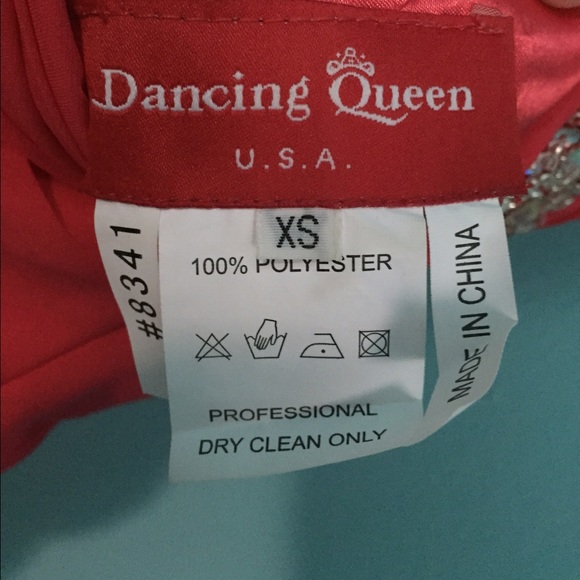 Dancing Queen
U.S.A.
XS
#8341
100% POLYESTER
MADE IN CHINA
PROFESSIONAL
DRY CLEAN ONLY